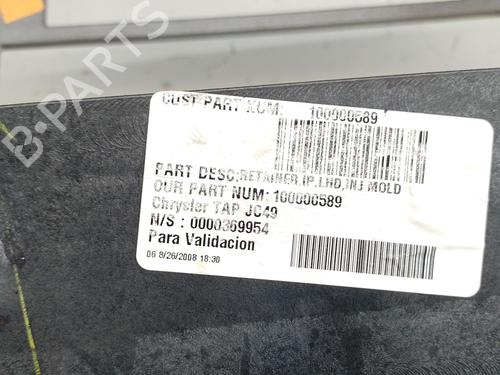 CUST PART NUM: 100000589
PART DESC:RETAINER,IP,LHD,INJ MOLD
OUR PART NUM:100000589
Chrysler TAP JC49
N/S : 0000369954
Para Validacion
06 8/26/2008 18:30
B-PARTS